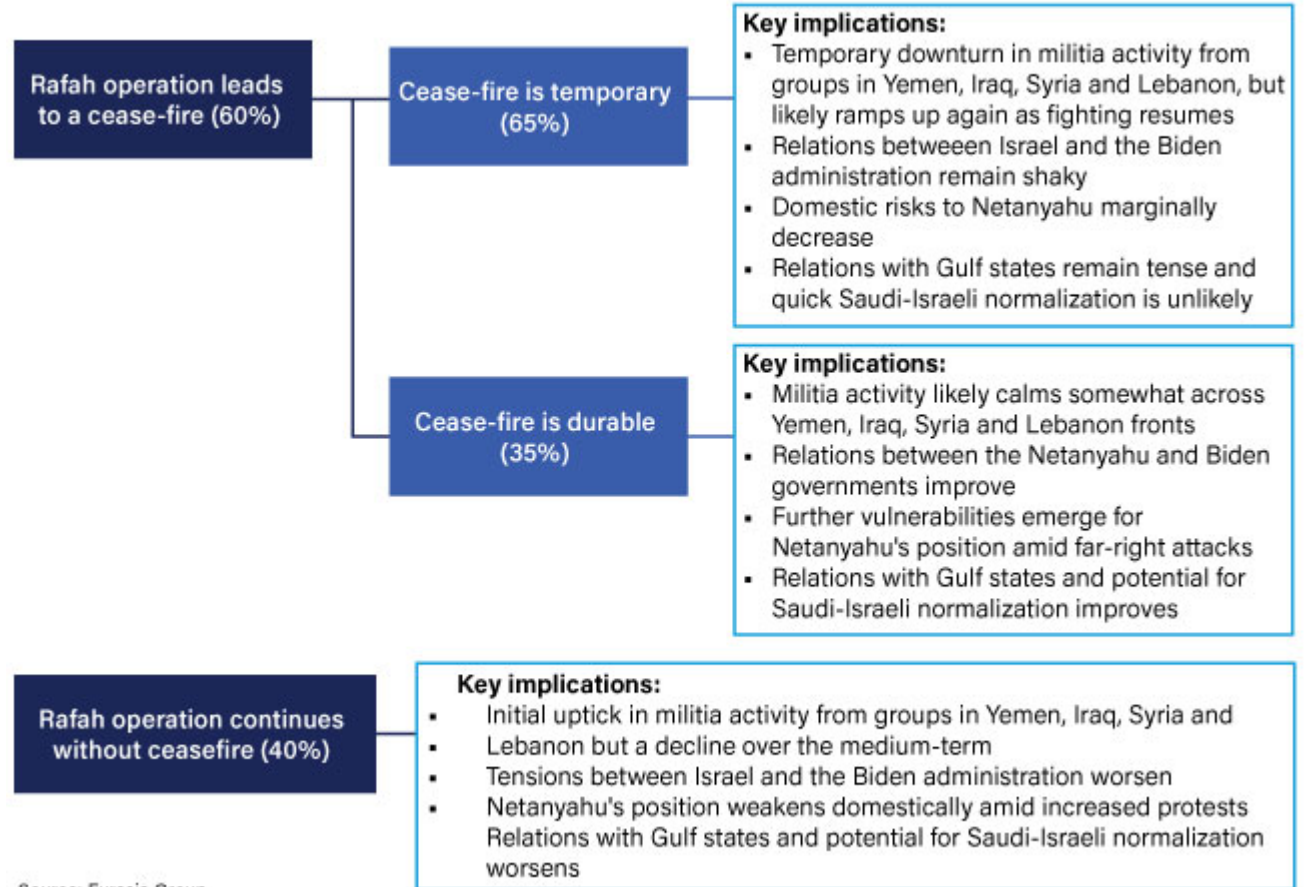 Rafah operation leads
to a cease-fire (60%)
Cease-fire is temporary
(65%)
Key implications:
▪ Temporary downturn in militia activity from
groups in Yemen, Iraq, Syria and Lebanon, but
likely ramps up again as fighting resumes
▪ Relations betweeen Israel and the Biden
administration remain shaky
▪ Domestic risks to Netanyahu marginally
decrease
▪ Relations with Gulf states remain tense and
quick Saudi-Israeli normalization is unlikely
Cease-fire is durable
(35%)
Key implications:
▪ Militia activity likely calms somewhat across
Yemen, Iraq, Syria and Lebanon fronts
▪ Relations between the Netanyahu and Biden
governments improve
▪ Further vulnerabilities emerge for
Netanyahu's position amid far-right attacks
▪ Relations with Gulf states and potential for
Saudi-Israeli normalization improves
Rafah operation continues
without ceasefire (40%)
Key implications:
▪ Initial uptick in militia activity from groups in Yemen, Iraq, Syria and
▪ Lebanon but a decline over the medium-term
▪ Tensions between Israel and the Biden administration worsen
▪ Netanyahu's position weakens domestically amid increased protests
Relations with Gulf states and potential for Saudi-Israeli normalization
worsens
Source: Eurasia Group